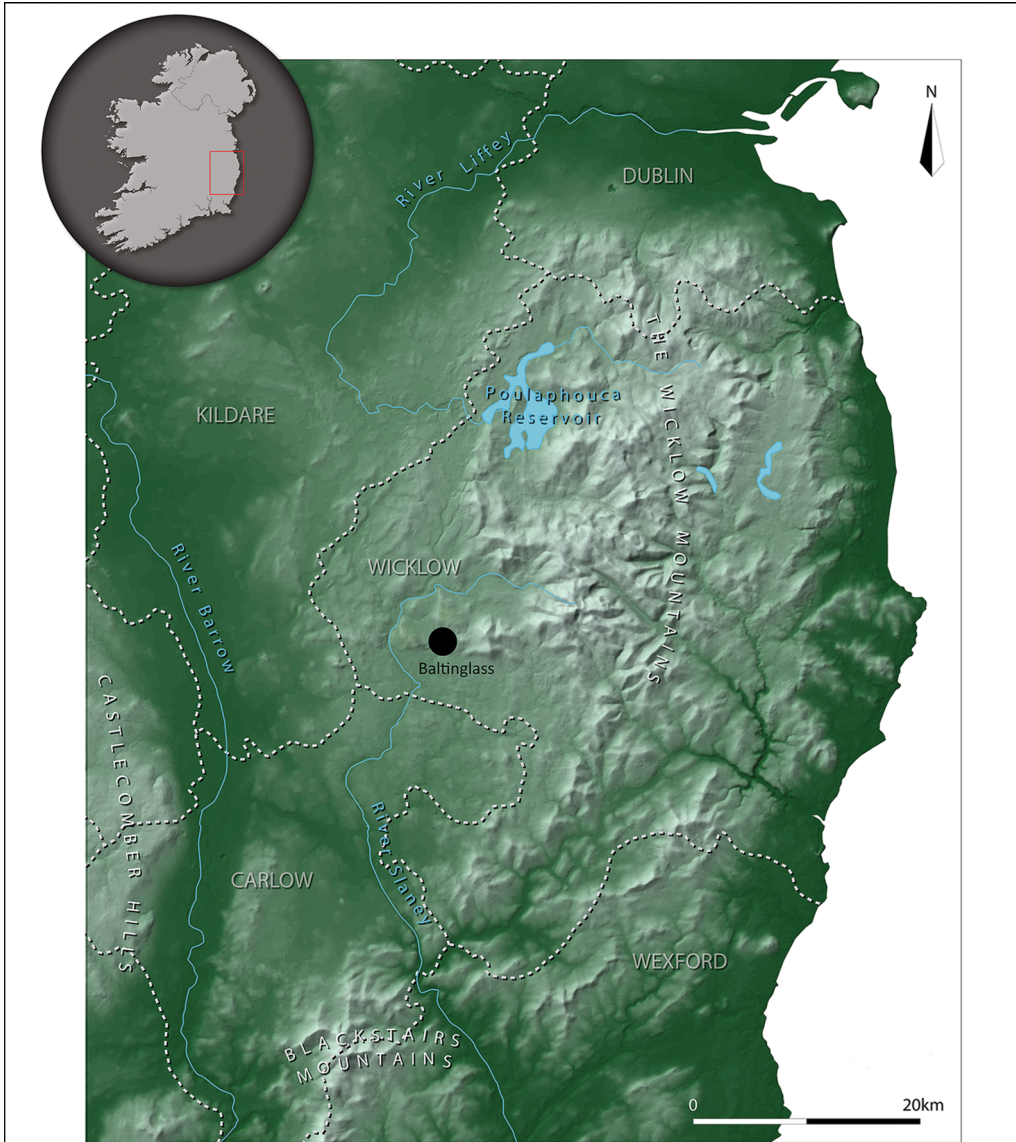 N
River Liffey
DUBLIN
THE WICKLOW MOUNTAINS
Poulaphouca
Reservoir
KILDARE
River Barrow
WICKLOW
Baltinglass
CASTLECOMBER HILLS
River Slaney
CARLOW
WEXFORD
BLACKSTAIRS
MOUNTAINS
0 20km